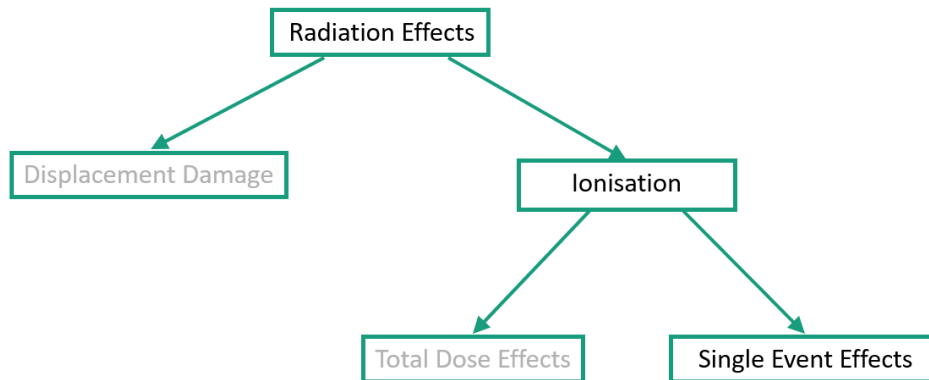 Radiation Effects
Displacement Damage
Ionisation
Total Dose Effects
Single Event Effects